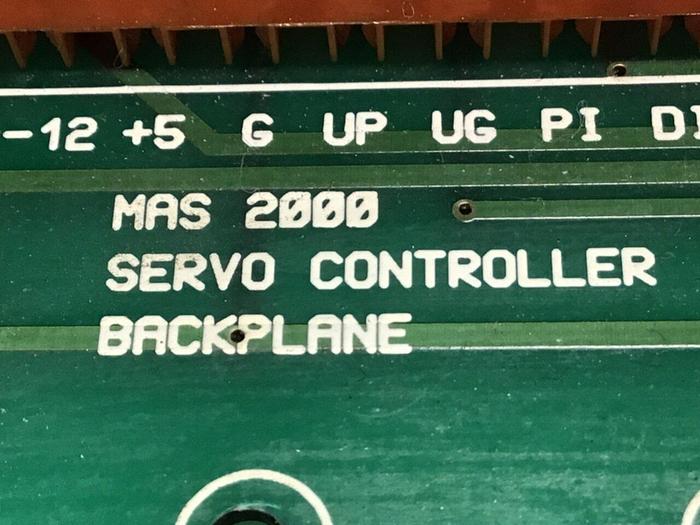 -12 +5 G UP UG PI
MAS 2000
SERVO CONTROLLER
BACKPLANE